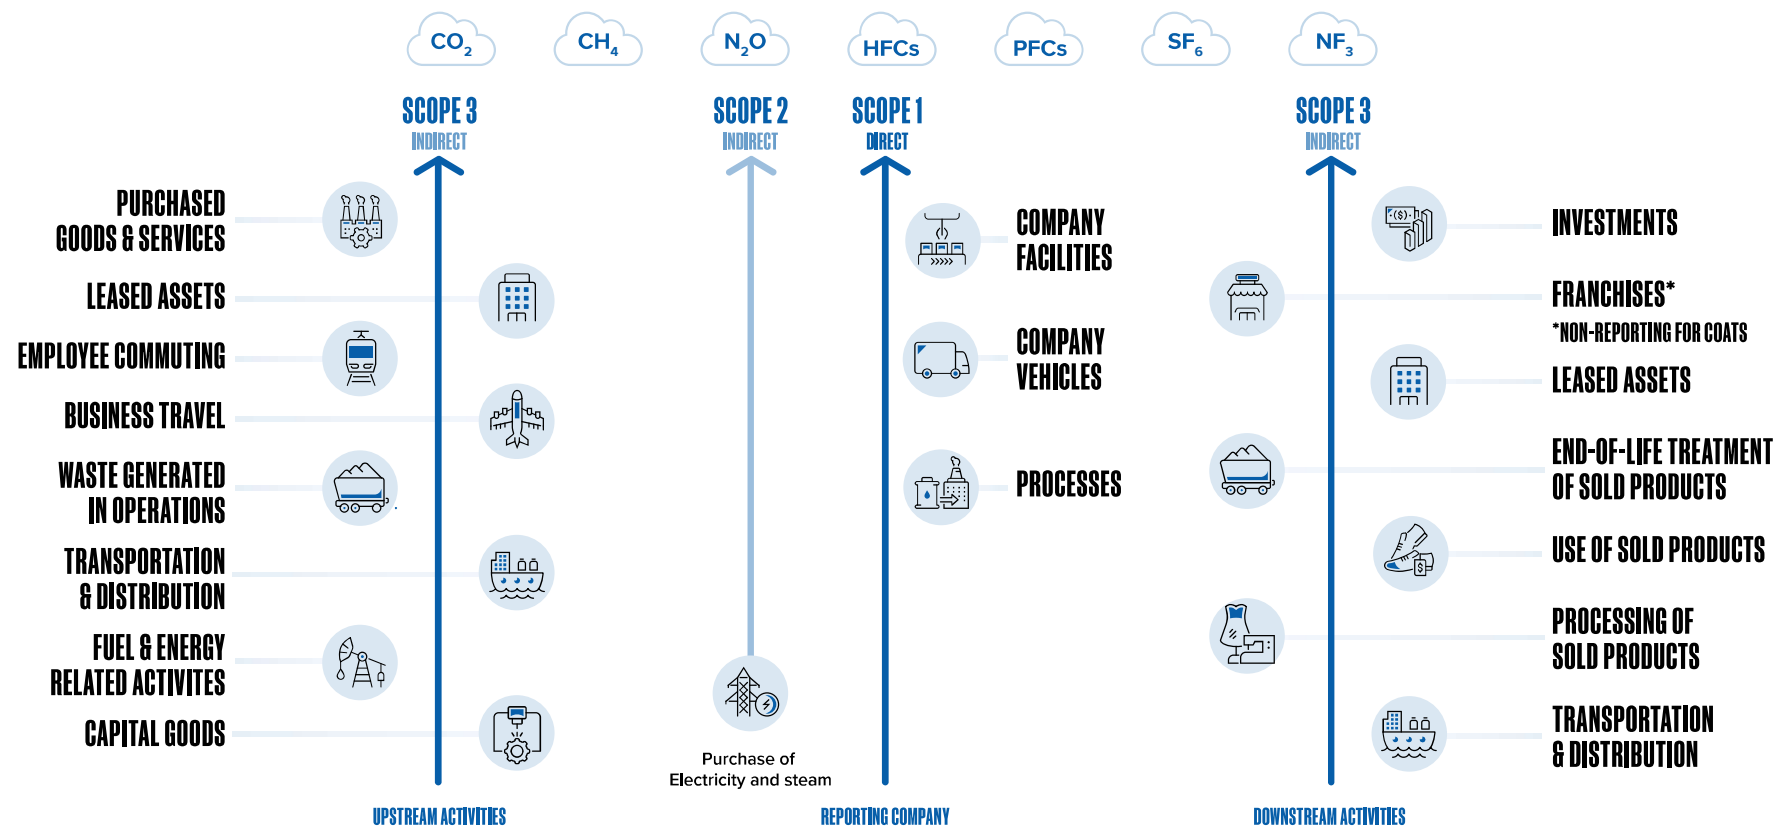 CO₂
CH₄
N₂O
HFCs
PFCs
SF₆
NF₃
SCOPE 3
INDIRECT
SCOPE 2
INDIRECT
SCOPE 1
DIRECT
SCOPE 3
INDIRECT
PURCHASED
GOODS & SERVICES
LEASED ASSETS
EMPLOYEE COMMUTING
BUSINESS TRAVEL
WASTE GENERATED
IN OPERATIONS
TRANSPORTATION
& DISTRIBUTION
FUEL & ENERGY
RELATED ACTIVITES
CAPITAL GOODS
Purchase of
Electricity and steam
COMPANY
FACILITIES
COMPANY
VEHICLES
PROCESSES
INVESTMENTS
FRANCHISES*
*NON-REPORTING FOR COATS
LEASED ASSETS
END-OF-LIFE TREATMENT
OF SOLD PRODUCTS
USE OF SOLD PRODUCTS
PROCESSING OF
SOLD PRODUCTS
TRANSPORTATION
& DISTRIBUTION
UPSTREAM ACTIVITIES
REPORTING COMPANY
DOWNSTREAM ACTIVITIES